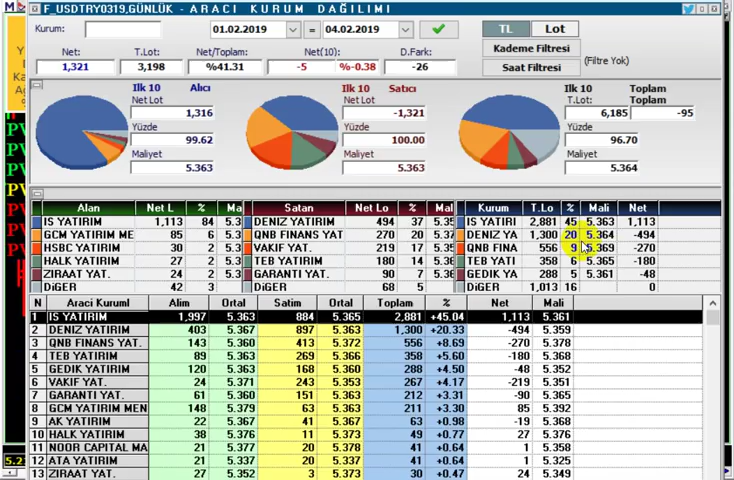 F_USDTRY0319,GÜNLÜK - ARACI KURUM DAĞILIMI
Kurum: 01.02.2019 = 04.02.2019 TL Lot
Kademe Filtresi
Saat Filtresi (Filtre Yok)
Net: T.Lot: Net/Toplam: Net(10): D.Fark:
1,321 3,198 %41.31 -5 %-0.38 -26
Ilk 10 Alıcı
Net Lot
1,316
Yüzde
99.62
Maliyet
5.363
Ilk 10 Satıcı
Net Lot
-1,321
Yüzde
100.00
Maliyet
5.363
Ilk 10 Toplam
T.Lot: Toplam
6,185 -95
Yüzde
96.70
Maliyet
5.364
Alan Net L % Ma
IS YATIRIM 1,113 84 5.3
GCM YATIRIM ME 85 6 5.3
HSBC YATIRIM 30 2 5.3
HALK YATIRIM 27 2 5.3
ZIRAAT YAT. 24 2 5.3
DiGER 42 3
Satan Net Lo % Mal
DENIZ YATIRIM 494 37 5.35
QNB FINANS YAT 270 20 5.37
VAKIF YAT. 219 17 5.35
TEB YATIRIM 180 14 5.36
GARANTI YAT. 90 7 5.36
DiGER 68 5
Kurum T.Lo % Mali Net
IS YATIRI 2,881 45 5.363 1,113
DENIZ YA 1,300 20 5.364 -494
QNB FINA 556 9 5.369 -270
TEB YATI 358 6 5.365 -180
GEDIK YA 288 5 5.361 -48
DiGER 1,013 16 0
N Araci Kuruml Alim Ortal Satim Ortal Toplam % Net Mali
1 IS YATIRIM 1,997 5.363 884 5.365 2,881 +45.04 1,113 5.361
2 DENIZ YATIRIM 403 5.367 897 5.363 1,300 +20.33 -494 5.359
3 QNB FINANS YAT. 143 5.360 413 5.372 556 +8.69 -270 5.378
4 TEB YATIRIM 89 5.363 269 5.366 358 +5.60 -180 5.368
5 GEDIK YATIRIM 120 5.363 168 5.360 288 +4.50 -48 5.352
6 VAKIF YAT. 24 5.371 243 5.353 267 +4.17 -219 5.351
7 GARANTI YAT. 61 5.360 151 5.363 212 +3.31 -90 5.365
8 GCM YATIRIM MEN 148 5.379 63 5.363 211 +3.30 85 5.392
9 AK YATIRIM 22 5.367 41 5.367 63 +0.98 -19 5.368
10 HALK YATIRIM 38 5.376 11 5.373 49 +0.77 27 5.376
11 NOOR CAPITAL MA 21 5.377 20 5.378 41 +0.64 1 5.358
12 ATA YATIRIM 21 5.337 20 5.337 41 +0.64 1 5.325
13 ZIRAAT YAT. 27 5.352 3 5.373 30 +0.47 24 5.349